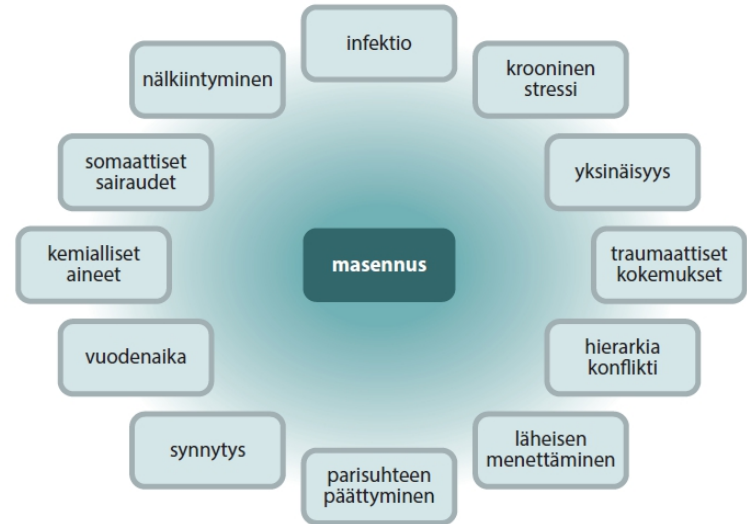 infektio
krooninen
stressi
yksinäisyys
traumaattiset
kokemukset
hierarkia
konflikti
läheisen
menettäminen
parisuhteen
päättyminen
synnytys
vuodenaika
kemialliset
aineet
somaattiset
sairaudet
nälkiintyminen
masennus